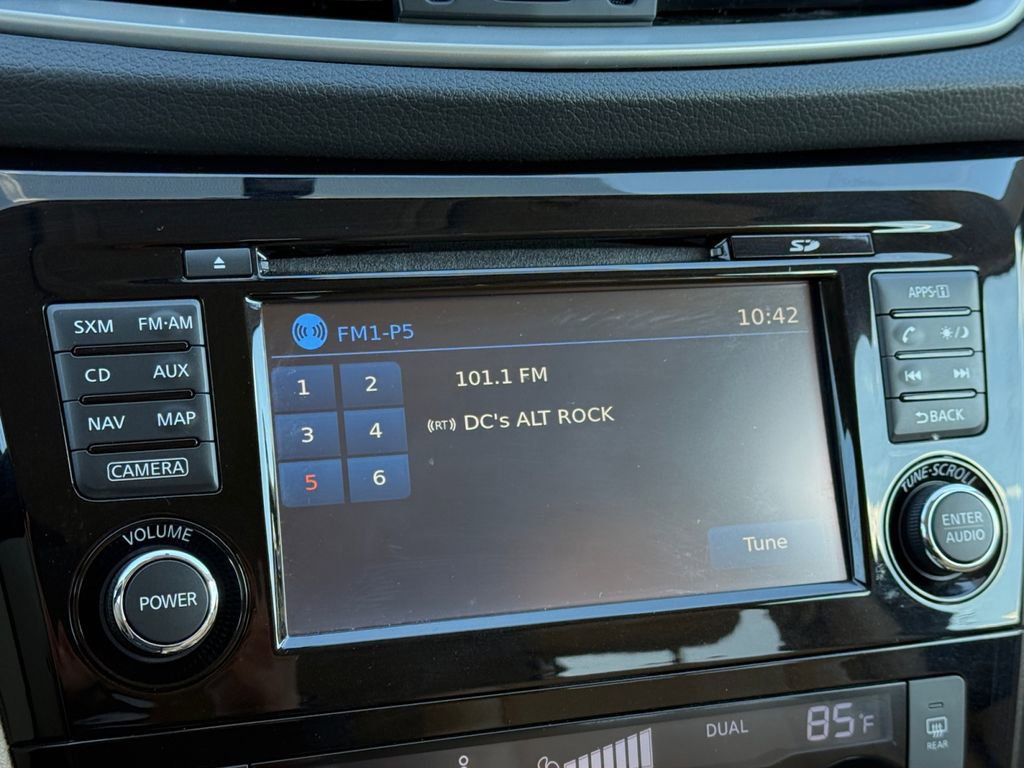 SD
APPS·i
SXM FM·AM
FM1-P5
10:42
CD AUX
1 2
101.1 FM
NAV MAP
3 4
((RT)) DC's ALT ROCK
BACK
CAMERA
5 6
TUNE·SCROLL
VOLUME
ENTER
AUDIO
Tune
POWER
DUAL
85°F
REAR